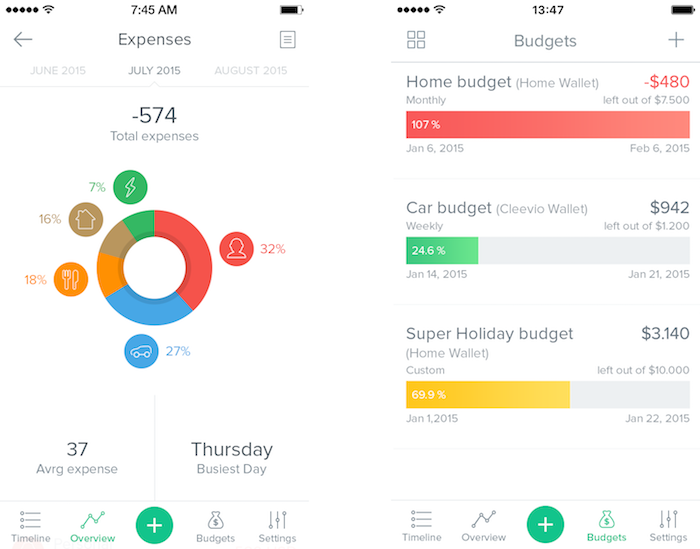 7:45 AM
Expenses
JUNE 2015 JULY 2015 AUGUST 2015
-574
Total expenses
7%
16%
32%
18%
27%
37
Avrg expense
Thursday
Busiest Day
Timeline Overview Budgets Settings
13:47
Budgets
Home budget (Home Wallet) -$480
Monthly left out of $7.500
107 %
Jan 6, 2015 Feb 6. 2015
Car budget (Cleevio Wallet) $942
Weekly left out of $1.200
24.6 %
Jan 14, 2015 Jan 21, 2015
Super Holiday budget $3.140
(Home Wallet)
Custom left out of $10.000
69.9 %
Jan 1,2015 Jan 22, 2015
Timeline Overview Budgets Settings